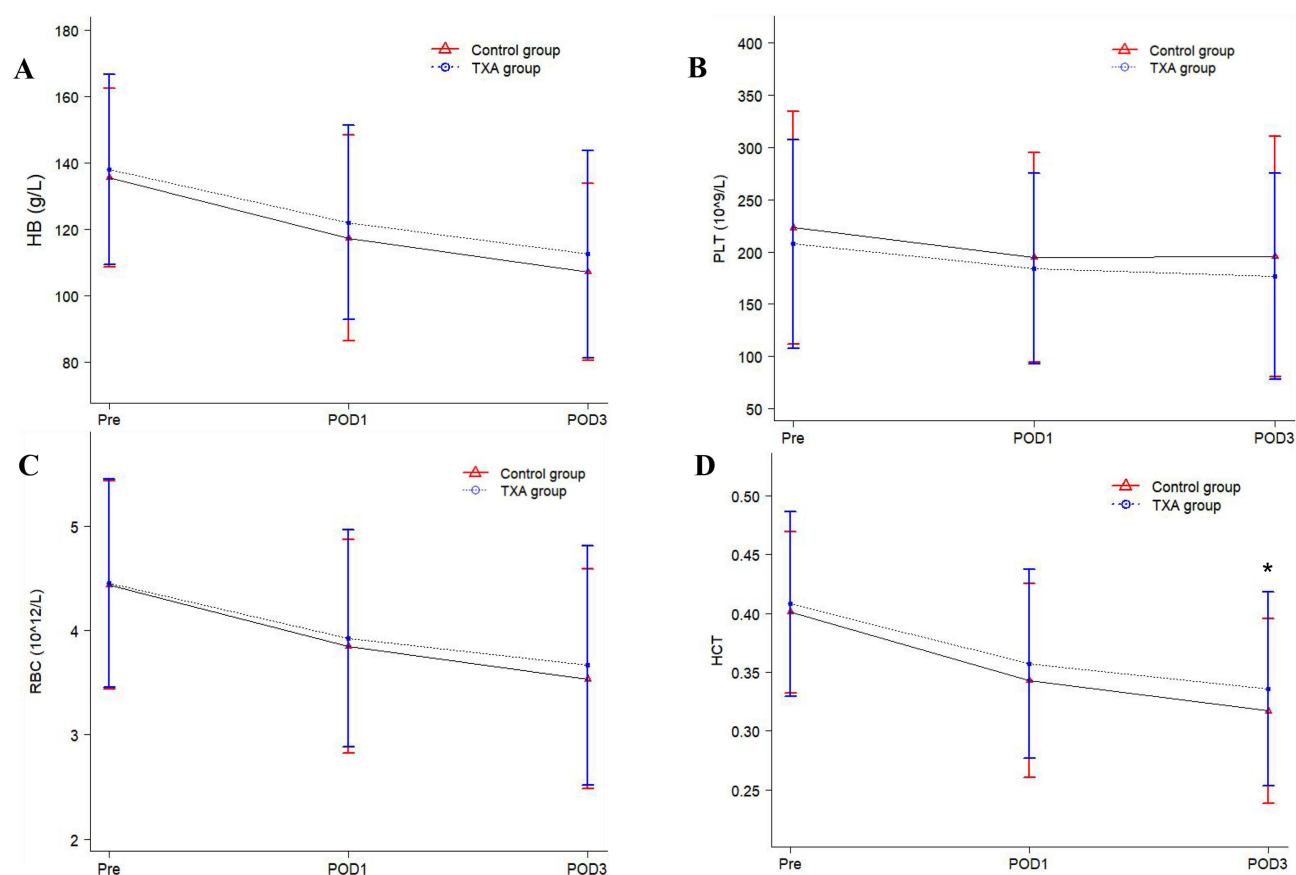 A
HB (g/L)
180
160
140
120
100
80
Pre
POD1
POD3
Control group
TXA group
B
PLT (10^9/L)
400
350
300
250
200
150
100
50
Pre
POD1
POD3
Control group
TXA group
C
RBC (10^12/L)
5
4
3
2
Pre
POD1
POD3
Control group
TXA group
D
HCT
0.50
0.45
0.40
0.35
0.30
0.25
Pre
POD1
POD3
Control group
TXA group
*